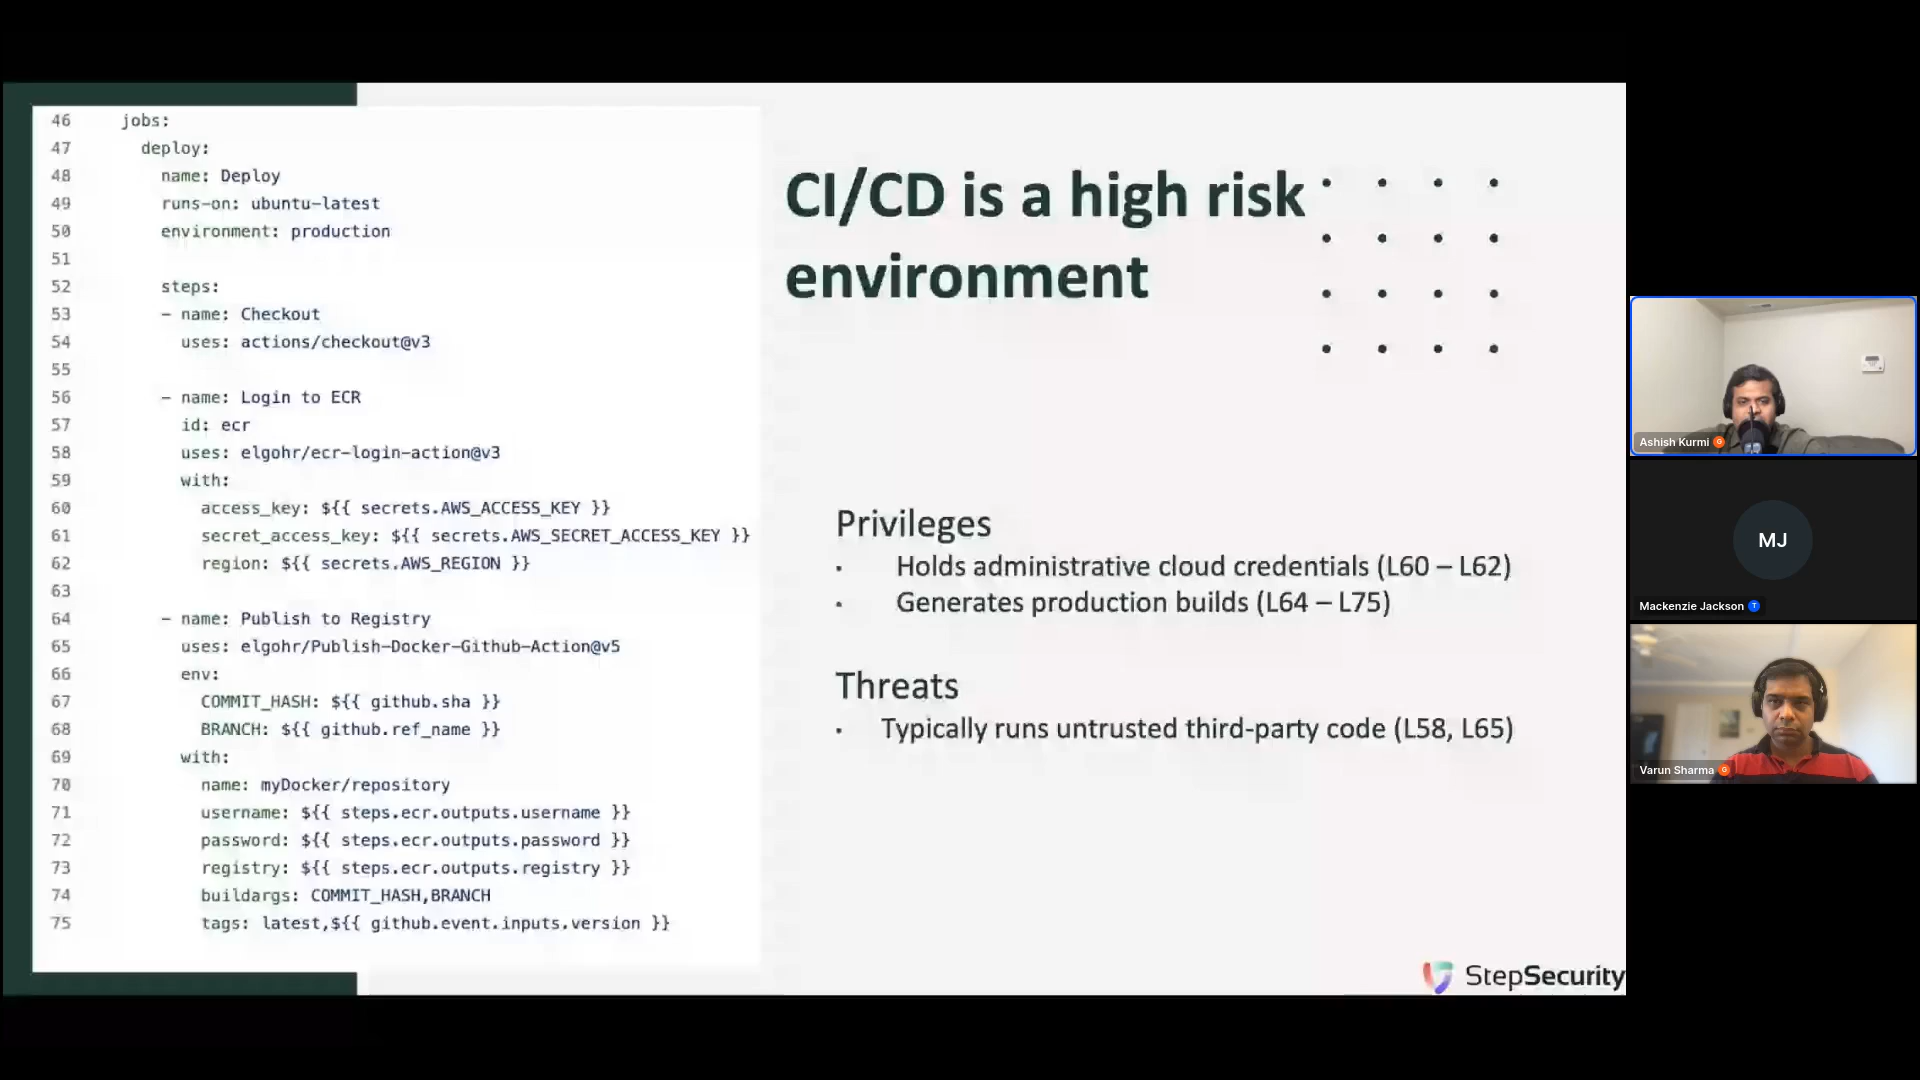 46 jobs:
47 deploy:
48 name: Deploy
49 runs-on: ubuntu-latest
50 environment: production
51
52 steps:
53 - name: Checkout
54 uses: actions/checkout@v3
55
56 - name: Login to ECR
57 id: ecr
58 uses: elgohr/ecr-login-action@v3
59 with:
60 access_key: ${{ secrets.AWS_ACCESS_KEY }}
61 secret_access_key: ${{ secrets.AWS_SECRET_ACCESS_KEY }}
62 region: ${{ secrets.AWS_REGION }}
63
64 - name: Publish to Registry
65 uses: elgohr/Publish-Docker-Github-Action@v5
66 env:
67 COMMIT_HASH: ${{ github.sha }}
68 BRANCH: ${{ github.ref_name }}
69 with:
70 name: myDocker/repository
71 username: ${{ steps.ecr.outputs.username }}
72 password: ${{ steps.ecr.outputs.password }}
73 registry: ${{ steps.ecr.outputs.registry }}
74 buildargs: COMMIT_HASH,BRANCH
75 tags: latest,${{ github.event.inputs.version }}
CI/CD is a high risk
environment
Privileges
· Holds administrative cloud credentials (L60 – L62)
· Generates production builds (L64 – L75)
Threats
· Typically runs untrusted third-party code (L58, L65)
StepSecurity
Ashish Kurmi G
MJ
Mackenzie Jackson T
Varun Sharma G